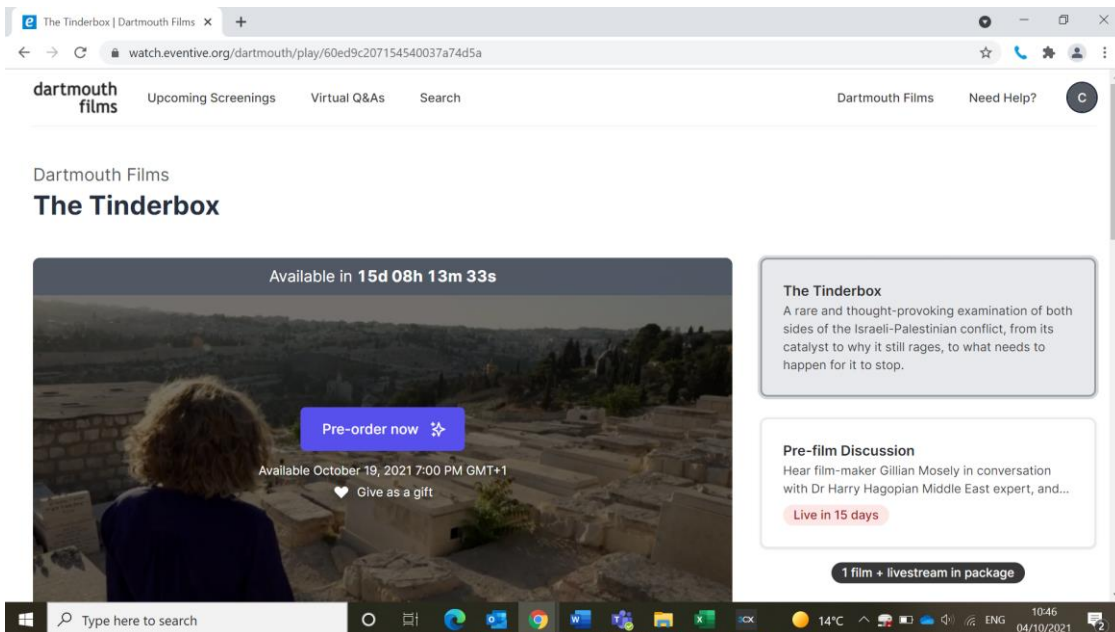 The Tinderbox | Dartmouth Films
watch.eventive.org/dartmouth/play/60ed9c207154540037a74d5a
dartmouth
films
Upcoming Screenings
Virtual Q&As
Search
Dartmouth Films
Need Help?
C
Dartmouth Films
The Tinderbox
Available in 15d 08h 13m 33s
Pre-order now
Available October 19, 2021 7:00 PM GMT+1
Give as a gift
The Tinderbox
A rare and thought-provoking examination of both
sides of the Israeli-Palestinian conflict, from its
catalyst to why it still rages, to what needs to
happen for it to stop.
Pre-film Discussion
Hear film-maker Gillian Mosely in conversation
with Dr Harry Hagopian Middle East expert, and...
Live in 15 days
1 film + livestream in package
Type here to search
3CX
14°C
ENG
10:46
04/10/2021
2